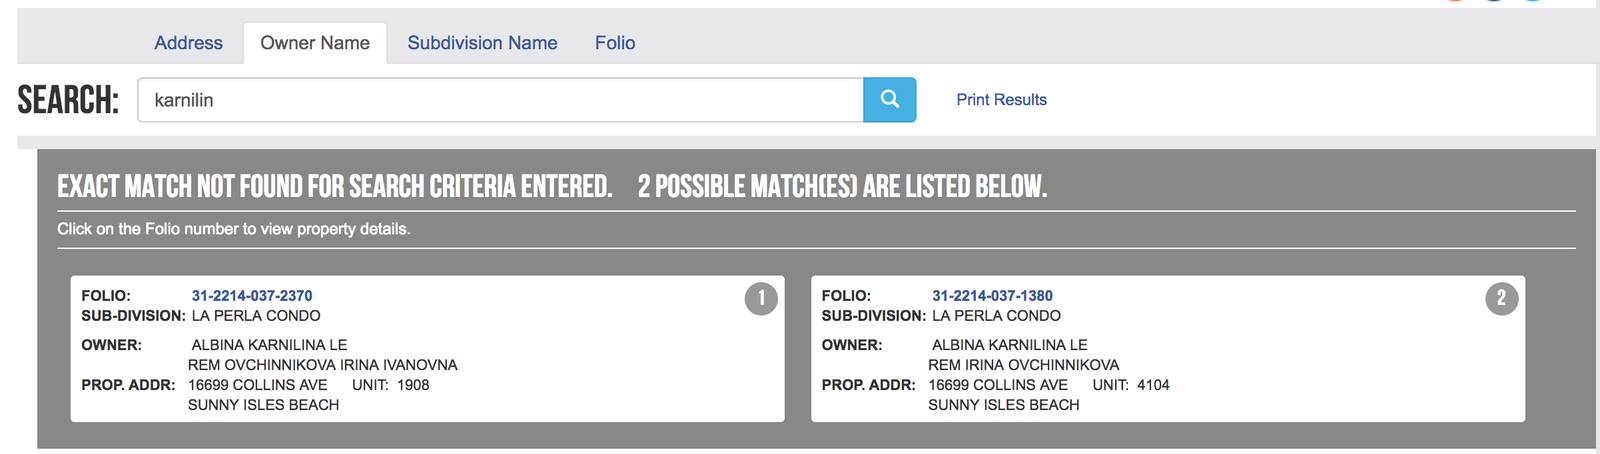 Address Owner Name Subdivision Name Folio
SEARCH: karnilin Print Results
EXACT MATCH NOT FOUND FOR SEARCH CRITERIA ENTERED. 2 POSSIBLE MATCH(ES) ARE LISTED BELOW.
Click on the Folio number to view property details.
FOLIO: 31-2214-037-2370 1
SUB-DIVISION: LA PERLA CONDO
OWNER: ALBINA KARNILINA LE
REM OVCHINNIKOVA IRINA IVANOVNA
PROP. ADDR: 16699 COLLINS AVE UNIT: 1908
SUNNY ISLES BEACH
FOLIO: 31-2214-037-1380 2
SUB-DIVISION: LA PERLA CONDO
OWNER: ALBINA KARNILINA LE
REM IRINA OVCHINNIKOVA
PROP. ADDR: 16699 COLLINS AVE UNIT: 4104
SUNNY ISLES BEACH